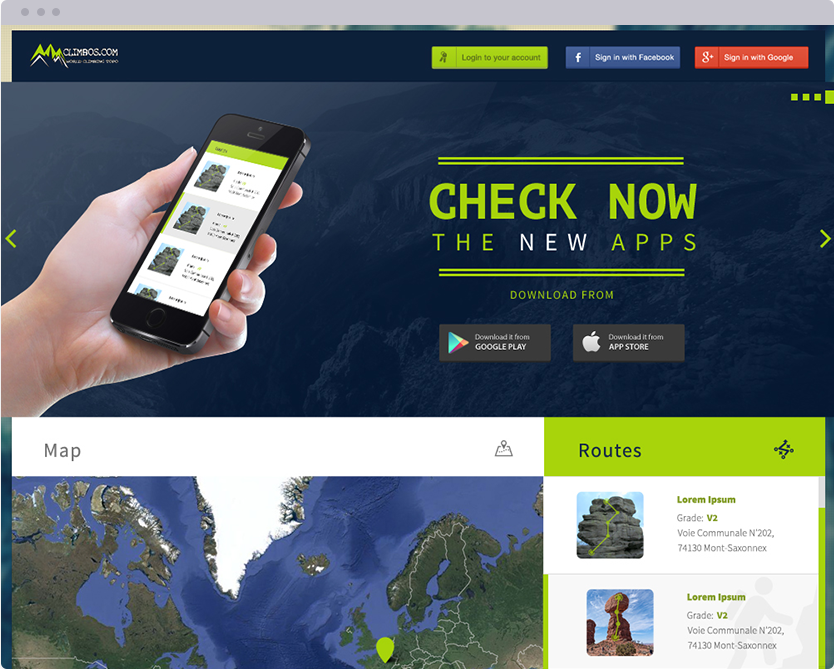 CLIMBOS.COM
WORLD CLIMBING TOPO
Login to your account
f Sign in with Facebook
g+ Sign in with Google
CHECK NOW
THE NEW APPS
DOWNLOAD FROM
Download it from
GOOGLE PLAY
Download it from
APP STORE
Map
Routes
Lorem Ipsum
Grade: V2
Voie Communale N'202,
74130 Mont-Saxonnex
Lorem Ipsum
Grade: V2
Voie Communale N'202,
74130 Mont-Saxonnex